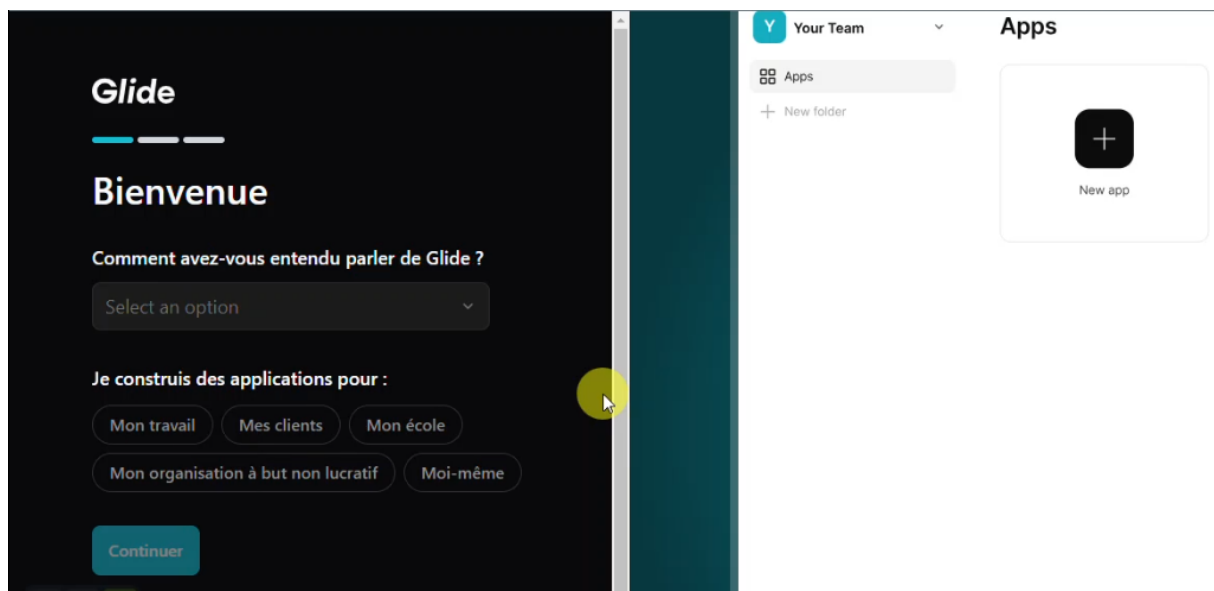 Glide
Bienvenue
Comment avez-vous entendu parler de Glide ?
Select an option
Je construis des applications pour :
Mon travail
Mes clients
Mon école
Mon organisation à but non lucratif
Moi-même
Continuer
Y
Your Team
Apps
New folder
Apps
New app